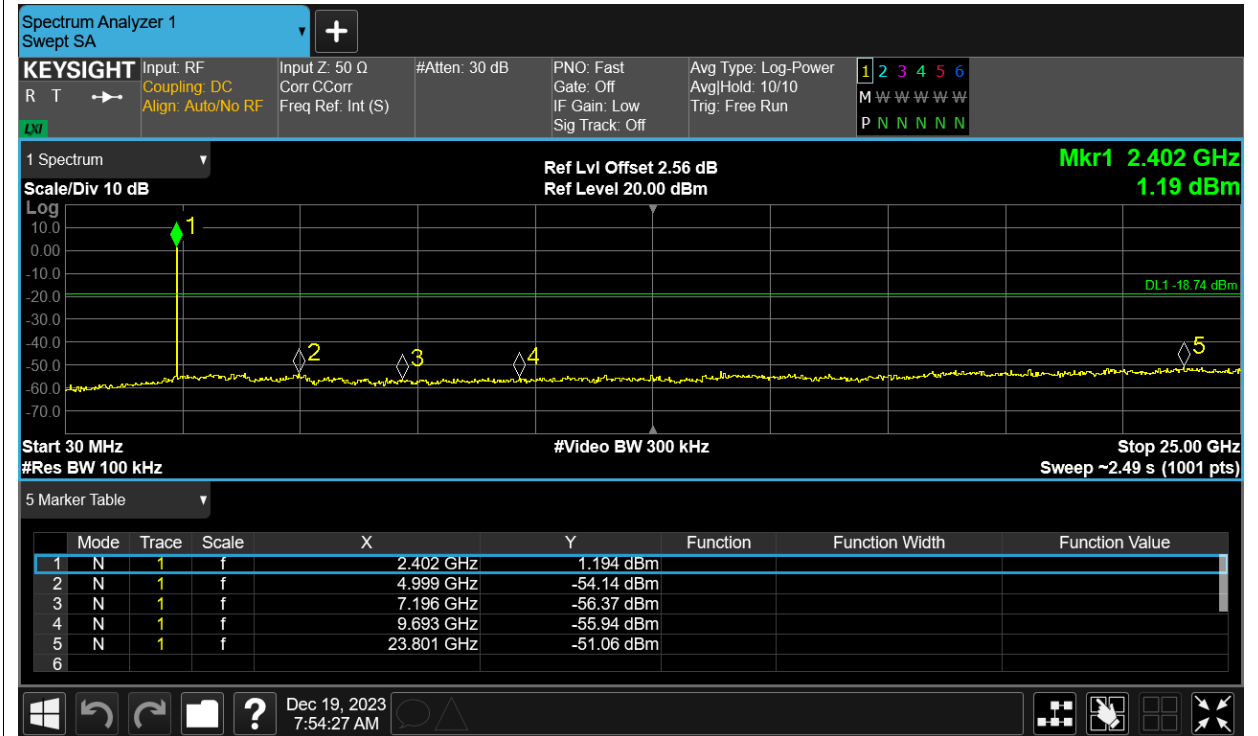 Spectrum Analyzer 1
Swept SA
+
KEYSIGHT Input: RF Input Z: 50 Ω #Atten: 30 dB PNO: Fast Avg Type: Log-Power 1 2 3 4 5 6
R T Coupling: DC Corr CCorr Gate: Off Avg|Hold: 10/10 M W W W W W
Align: Auto/No RF Freq Ref: Int (S) IF Gain: Low Trig: Free Run
LXI Sig Track: Off P N N N N N
1 Spectrum
Ref Lvl Offset 2.56 dB Mkr1 2.402 GHz
Scale/Div 10 dB Ref Level 20.00 dBm 1.19 dBm
Log
10.0 1
0.00
-10.0
DL1 -18.74 dBm
-20.0
-30.0
-40.0
2 3 4 5
-50.0
-60.0
-70.0
Start 30 MHz #Video BW 300 kHz Stop 25.00 GHz
#Res BW 100 kHz Sweep ~2.49 s (1001 pts)
5 Marker Table
Mode Trace Scale X Y Function Function Width Function Value
1 N 1 f 2.402 GHz 1.194 dBm
2 N 1 f 4.999 GHz -54.14 dBm
3 N 1 f 7.196 GHz -56.37 dBm
4 N 1 f 9.693 GHz -55.94 dBm
5 N 1 f 23.801 GHz -51.06 dBm
6
? Dec 19, 2023
7:54:27 AM